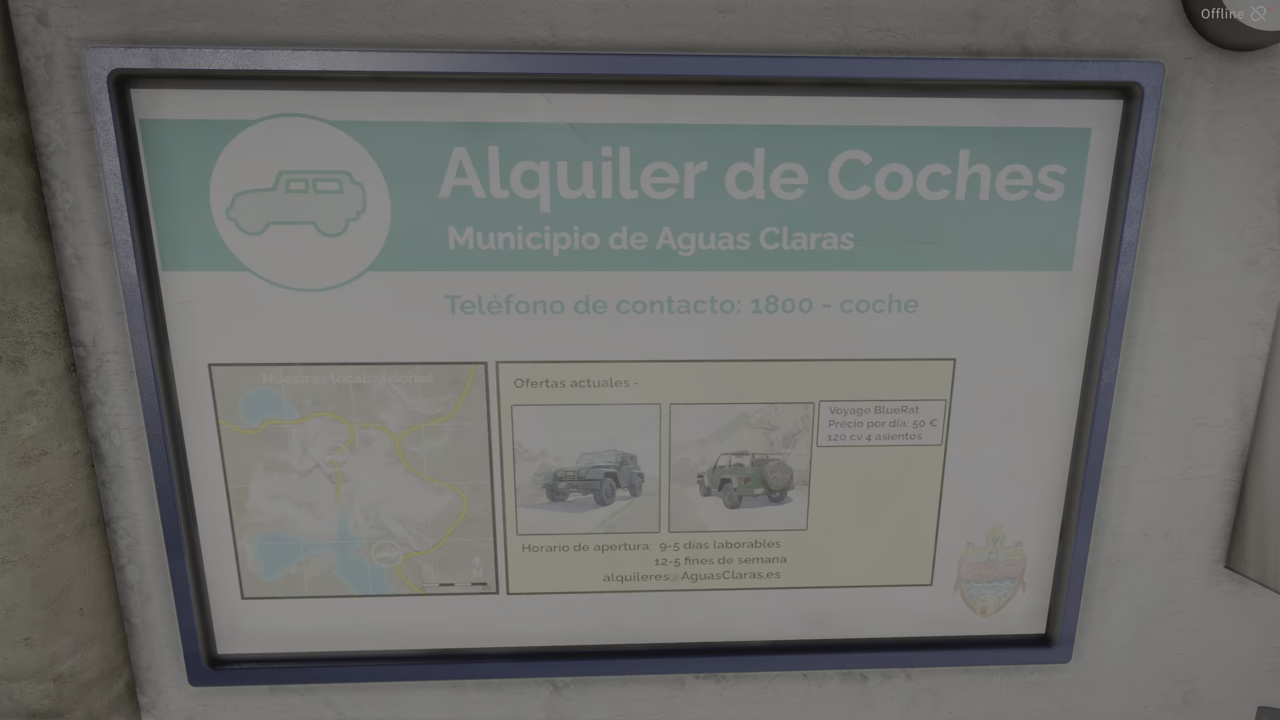 Offline
Alquiler de Coches
Municipio de Aguas Claras
Teléfono de contacto: 1800 - coche
Nuestras localizaciones
Ofertas actuales -
Voyage BlueRat
Precio por día: 50 €
120 cv 4 asientos
Horario de apertura: 9-5 días laborables
12-5 fines de semana
alquileres@AguasClaras.es